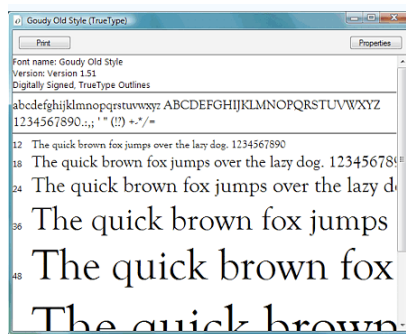 Goudy Old Style (TrueType)
Print Properties
Font name: Goudy Old Style
Version: Version 1.51
Digitally Signed, TrueType Outlines
abcdefghijklmnopqrstuvwxyz ABCDEFGHIJKLMNOPQRSTUVWXYZ
1234567890.:,; ' " (!?) +-*/=
12 The quick brown fox jumps over the lazy dog. 1234567890
18 The quick brown fox jumps over the lazy dog. 123456789
24 The quick brown fox jumps over the lazy d
36 The quick brown fox jumps
48 The quick brown fox
The quick brown